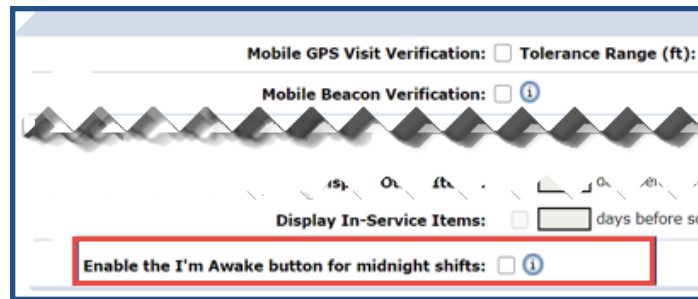 Mobile GPS Visit Verification: Tolerance Range (ft):
Mobile Beacon Verification:
Display In-Service Items: days before
Enable the I'm Awake button for midnight shifts: